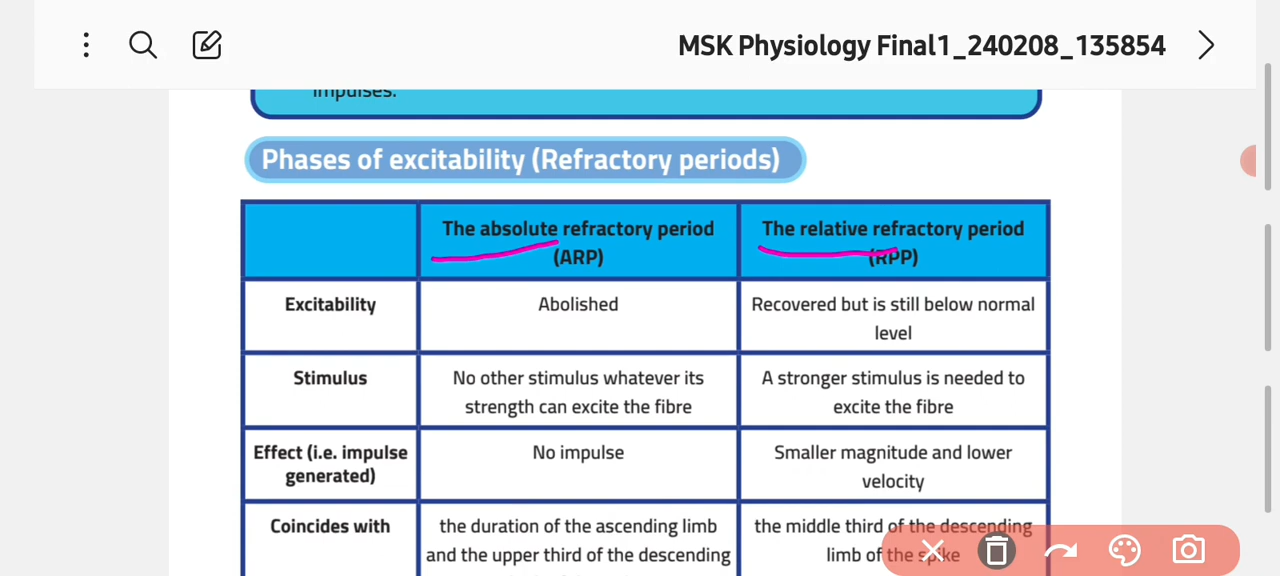 MSK Physiology Final1_240208_135854
impulses.
Phases of excitability (Refractory periods)
The absolute refractory period
(ARP)
The relative refractory period
(RPP)
Excitability
Abolished
Recovered but is still below normal
level
Stimulus
No other stimulus whatever its
strength can excite the fibre
A stronger stimulus is needed to
excite the fibre
Effect (i.e. impulse
generated)
No impulse
Smaller magnitude and lower
velocity
Coincides with
the duration of the ascending limb
and the upper third of the descending
the middle third of the descending
limb of the spike